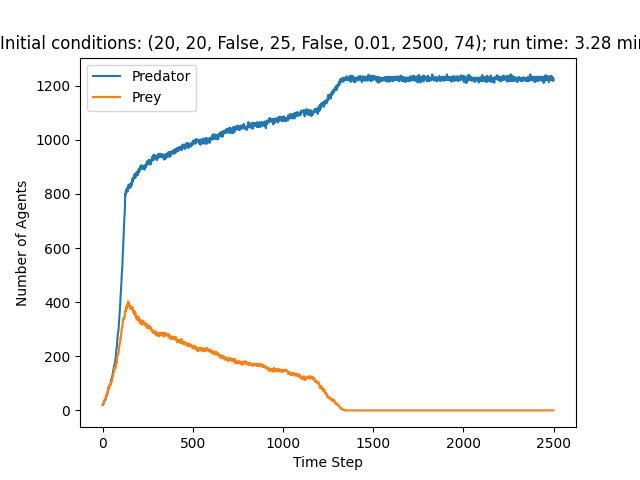 Initial conditions: (20, 20, False, 25, False, 0.01, 2500, 74); run time: 3.28 min
Predator
Prey
1200
1000
800
600
400
200
0
Number of Agents
0 500 1000 1500 2000 2500
Time Step